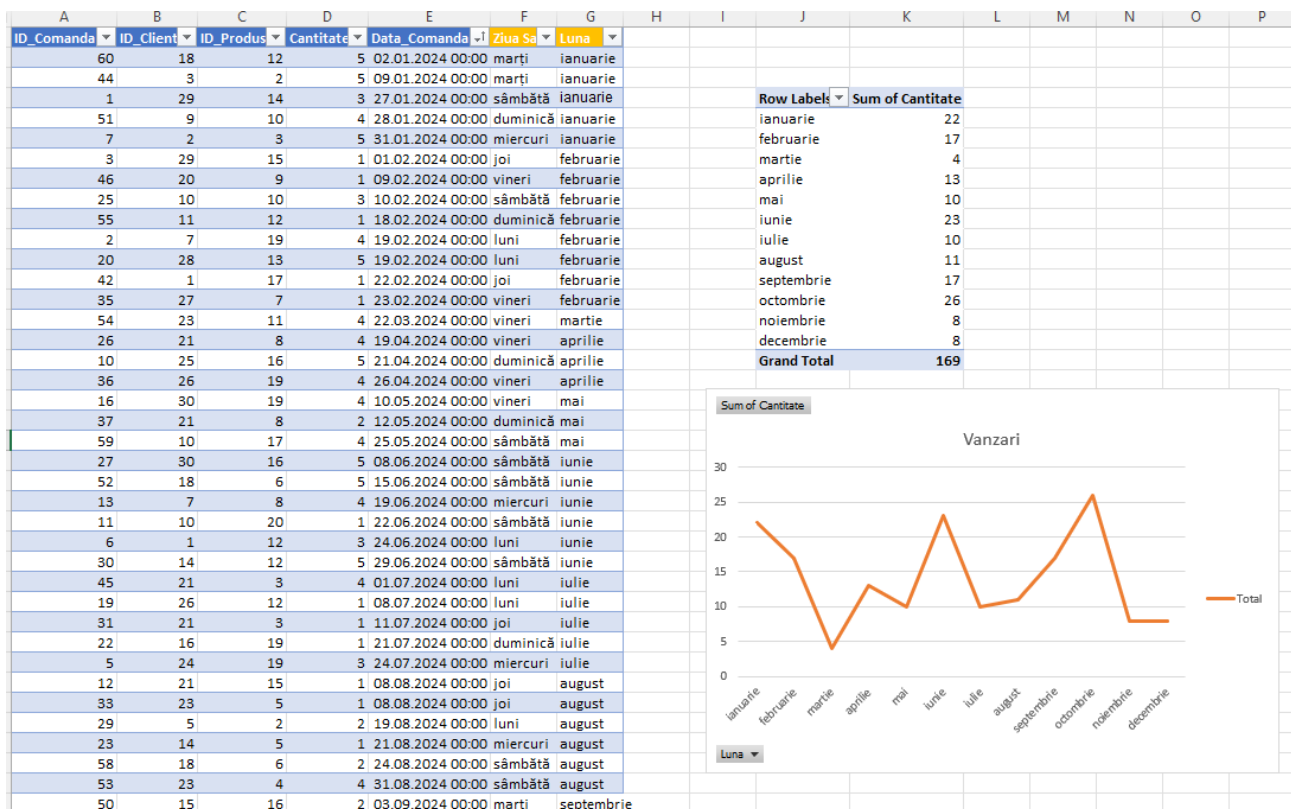 A B C D E F G H I J K L M N O P
ID_Comanda ID_Client ID_Produs Cantitate Data_Comanda Ziua Sa Luna
60 18 12 5 02.01.2024 00:00 marți ianuarie
44 3 2 5 09.01.2024 00:00 marți ianuarie
1 29 14 3 27.01.2024 00:00 sâmbătă ianuarie
51 9 10 4 28.01.2024 00:00 duminică ianuarie
7 2 3 5 31.01.2024 00:00 miercuri ianuarie
3 29 15 1 01.02.2024 00:00 joi februarie
46 20 9 1 09.02.2024 00:00 vineri februarie
25 10 10 3 10.02.2024 00:00 sâmbătă februarie
55 11 12 1 18.02.2024 00:00 duminică februarie
2 7 19 4 19.02.2024 00:00 luni februarie
20 28 13 5 19.02.2024 00:00 luni februarie
42 1 17 1 22.02.2024 00:00 joi februarie
35 27 7 1 23.02.2024 00:00 vineri februarie
54 23 11 4 22.03.2024 00:00 vineri martie
26 21 8 4 19.04.2024 00:00 vineri aprilie
10 25 16 5 21.04.2024 00:00 duminică aprilie
36 26 19 4 26.04.2024 00:00 vineri aprilie
16 30 19 4 10.05.2024 00:00 vineri mai
37 21 8 2 12.05.2024 00:00 duminică mai
59 10 17 4 25.05.2024 00:00 sâmbătă mai
27 30 16 5 08.06.2024 00:00 sâmbătă iunie
52 18 6 5 15.06.2024 00:00 sâmbătă iunie
13 7 8 4 19.06.2024 00:00 miercuri iunie
11 10 20 1 22.06.2024 00:00 sâmbătă iunie
6 1 12 3 24.06.2024 00:00 luni iunie
30 14 12 5 29.06.2024 00:00 sâmbătă iunie
45 21 3 4 01.07.2024 00:00 luni iulie
19 26 12 1 08.07.2024 00:00 luni iulie
31 21 3 1 11.07.2024 00:00 joi iulie
22 16 19 1 21.07.2024 00:00 duminică iulie
5 24 19 3 24.07.2024 00:00 miercuri iulie
12 21 15 1 08.08.2024 00:00 joi august
33 23 5 1 08.08.2024 00:00 joi august
29 5 2 2 19.08.2024 00:00 luni august
23 14 5 1 21.08.2024 00:00 miercuri august
58 18 6 2 24.08.2024 00:00 sâmbătă august
53 23 4 4 31.08.2024 00:00 sâmbătă august
50 15 16 2 03.09.2024 00:00 marți septembrie
Row Labels Sum of Cantitate
ianuarie 22
februarie 17
martie 4
aprilie 13
mai 10
iunie 23
iulie 10
august 11
septembrie 17
octombrie 26
noiembrie 8
decembrie 8
Grand Total 169
Sum of Cantitate
Vanzari
30
25
20
15
10
5
0
Total
ianuarie februarie martie aprilie mai iunie iulie august septembrie octombrie noiembrie decembrie
Luna